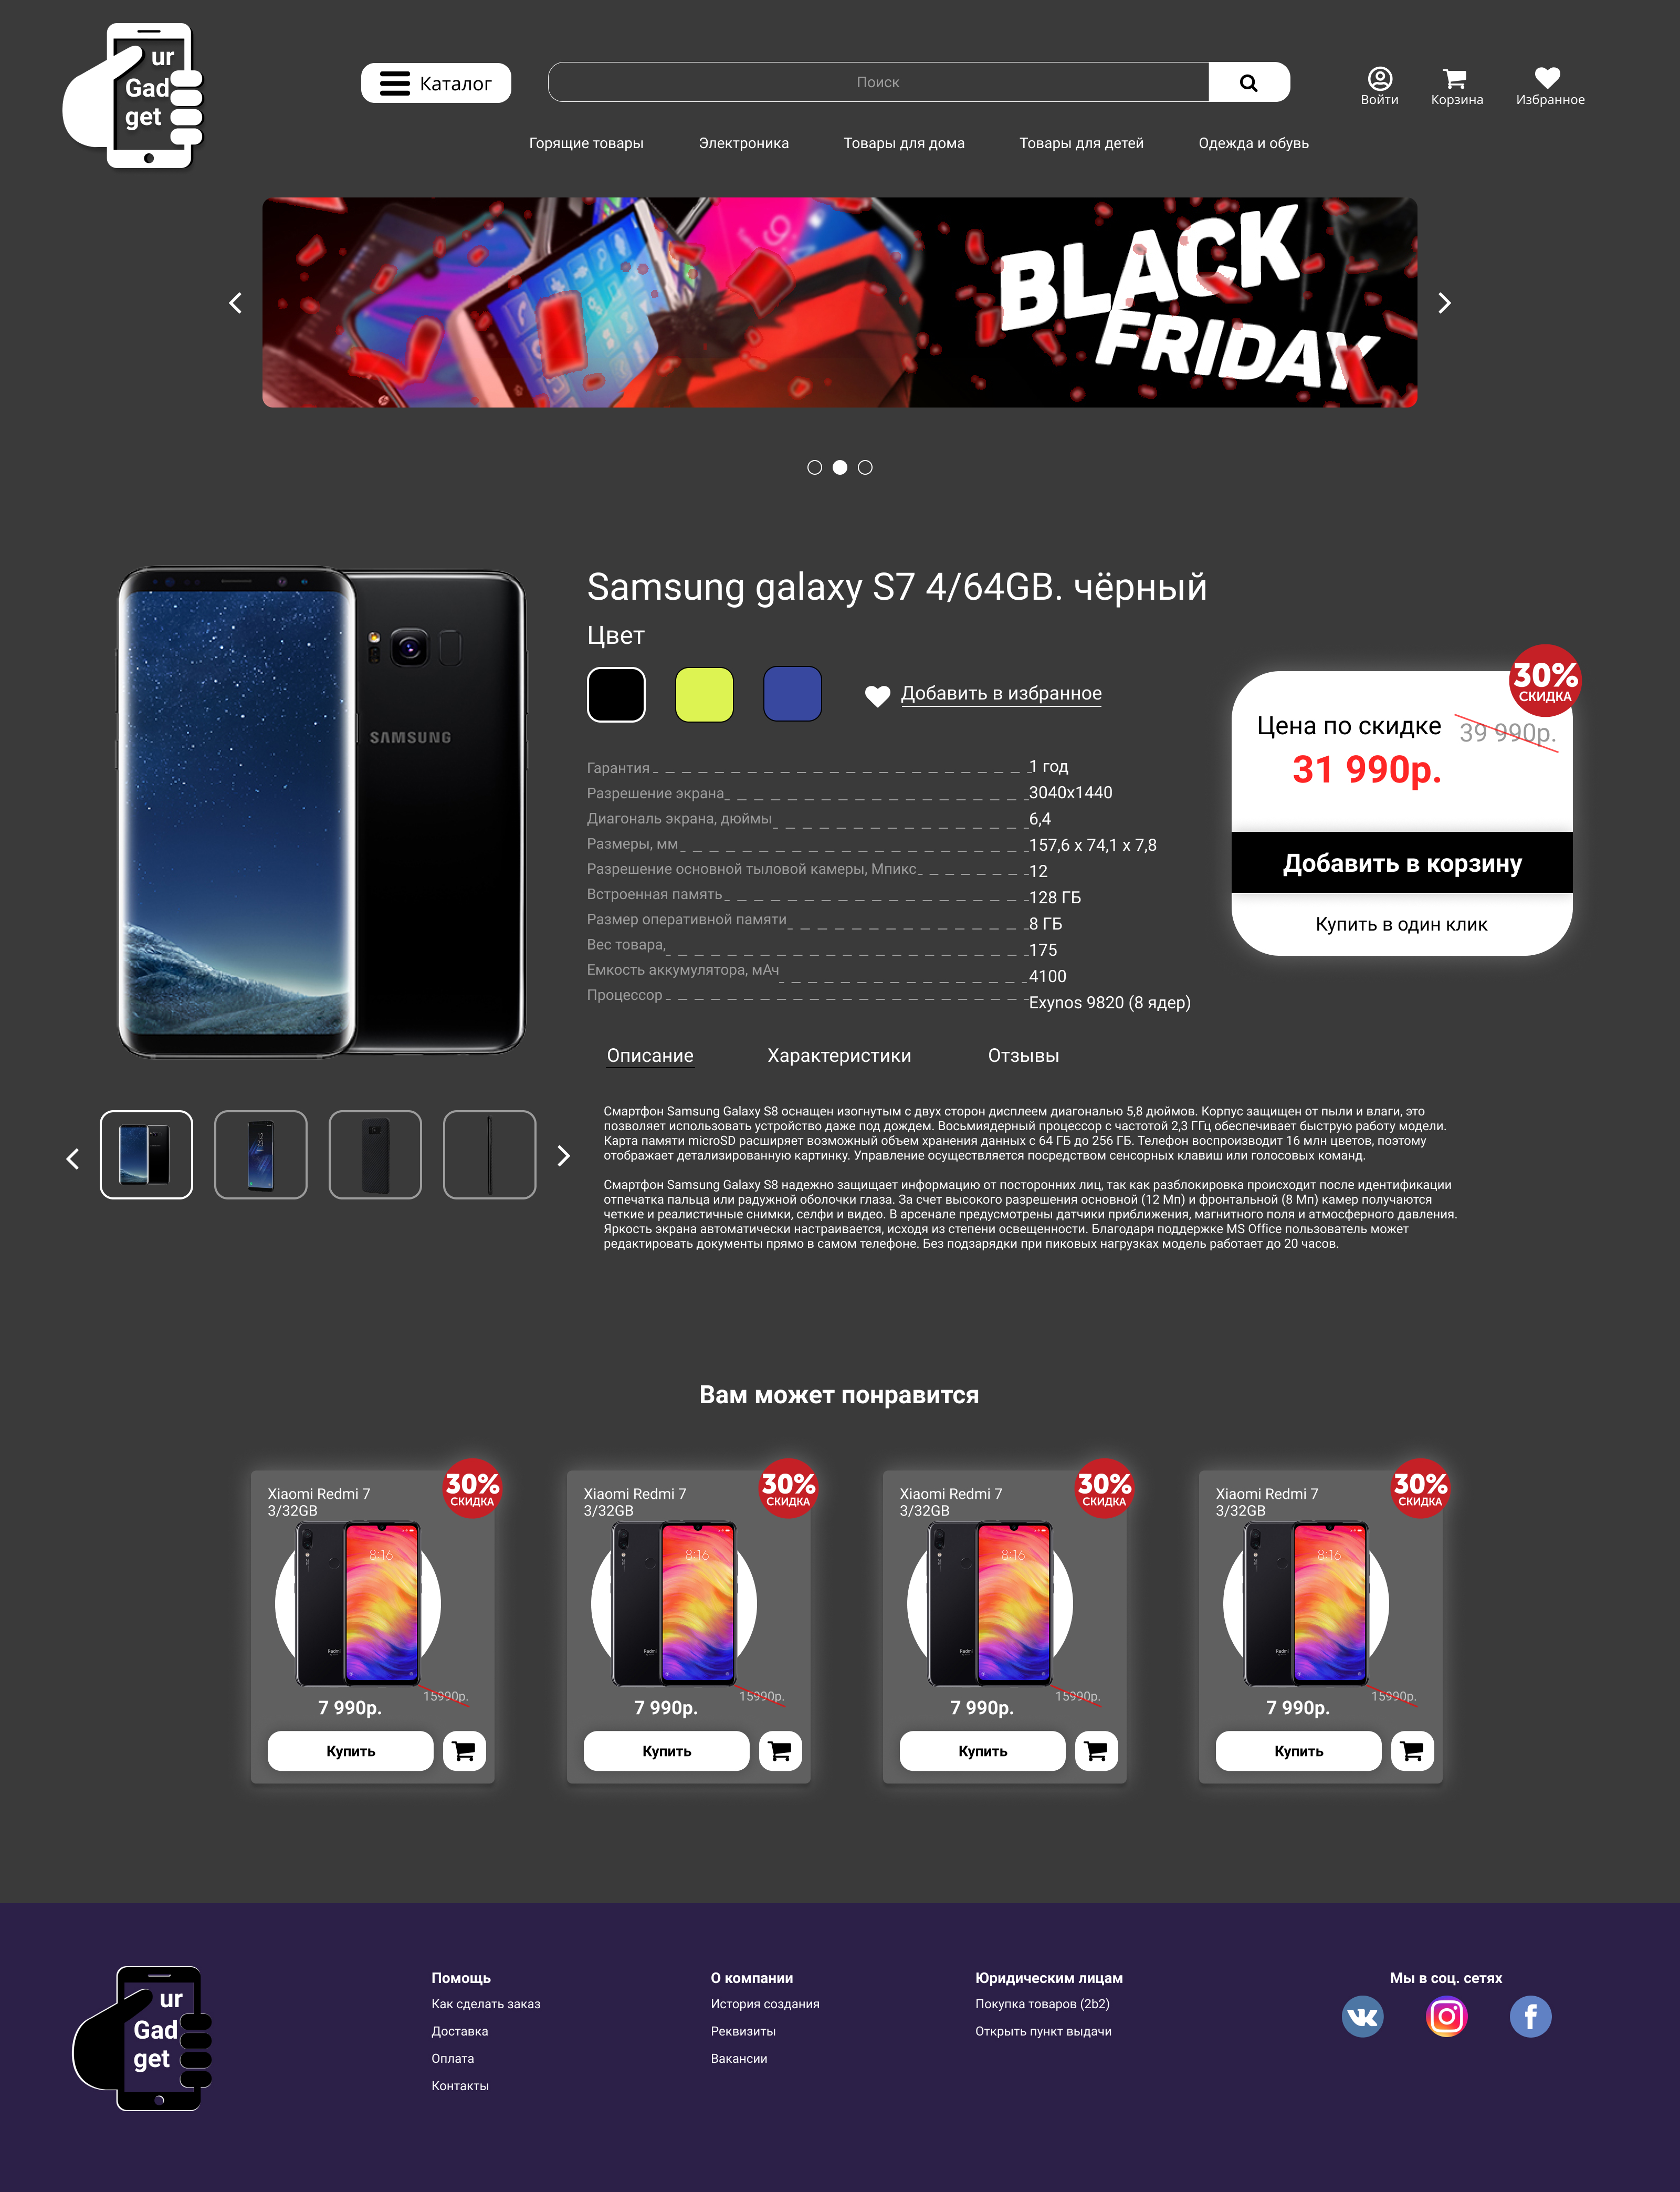 ur
Gad
get
Каталог
Поиск
Войти
Корзина
Избранное
Горящие товары
Электроника
Товары для дома
Товары для детей
Одежда и обувь
BLACK
FRIDAY
Samsung galaxy S7 4/64GB. чёрный
Цвет
Добавить в избранное
SAMSUNG
30%
СКИДКА
Цена по скидке
39 990р.
31 990р.
Добавить в корзину
Купить в один клик
Гарантия 1 год
Разрешение экрана 3040x1440
Диагональ экрана, дюймы 6,4
Размеры, мм 157,6 x 74,1 x 7,8
Разрешение основной тыловой камеры, Мпикс 12
Встроенная память 128 ГБ
Размер оперативной памяти 8 ГБ
Вес товара, 175
Емкость аккумулятора, мАч 4100
Процессор Exynos 9820 (8 ядер)
Описание
Характеристики
Отзывы
Смартфон Samsung Galaxy S8 оснащен изогнутым с двух сторон дисплеем диагональю 5,8 дюймов. Корпус защищен от пыли и влаги, это
позволяет использовать устройство даже под дождем. Восьмиядерный процессор с частотой 2,3 ГГц обеспечивает быструю работу модели.
Карта памяти microSD расширяет возможный объем хранения данных с 64 ГБ до 256 ГБ. Телефон воспроизводит 16 млн цветов, поэтому
отображает детализированную картинку. Управление осуществляется посредством сенсорных клавиш или голосовых команд.
Смартфон Samsung Galaxy S8 надежно защищает информацию от посторонних лиц, так как разблокировка происходит после идентификации
отпечатка пальца или радужной оболочки глаза. За счет высокого разрешения основной (12 Мп) и фронтальной (8 Мп) камер получаются
четкие и реалистичные снимки, селфи и видео. В арсенале предусмотрены датчики приближения, магнитного поля и атмосферного давления.
Яркость экрана автоматически настраивается, исходя из степени освещенности. Благодаря поддержке MS Office пользователь может
редактировать документы прямо в самом телефоне. Без подзарядки при пиковых нагрузках модель работает до 20 часов.
Вам может понравится
Xiaomi Redmi 7
3/32GB
30%
СКИДКА
8:16
Redmi
15990р.
7 990р.
Купить
Xiaomi Redmi 7
3/32GB
30%
СКИДКА
8:16
Redmi
15990р.
7 990р.
Купить
Xiaomi Redmi 7
3/32GB
30%
СКИДКА
8:16
Redmi
15990р.
7 990р.
Купить
Xiaomi Redmi 7
3/32GB
30%
СКИДКА
8:16
Redmi
15990р.
7 990р.
Купить
ur
Gad
get
Помощь
Как сделать заказ
Доставка
Оплата
Контакты
О компании
История создания
Реквизиты
Вакансии
Юридическим лицам
Покупка товаров (2b2)
Открыть пункт выдачи
Мы в соц. сетях